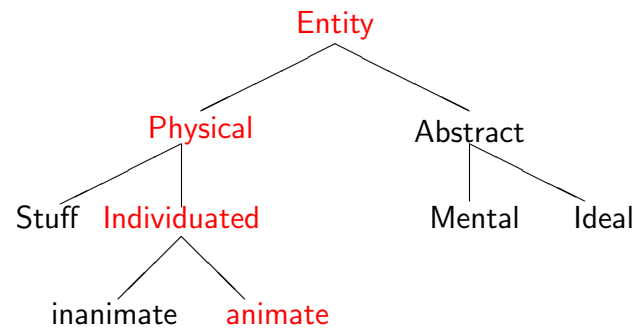 Entity
Physical Abstract
Stuff Individuated Mental Ideal
inanimate animate